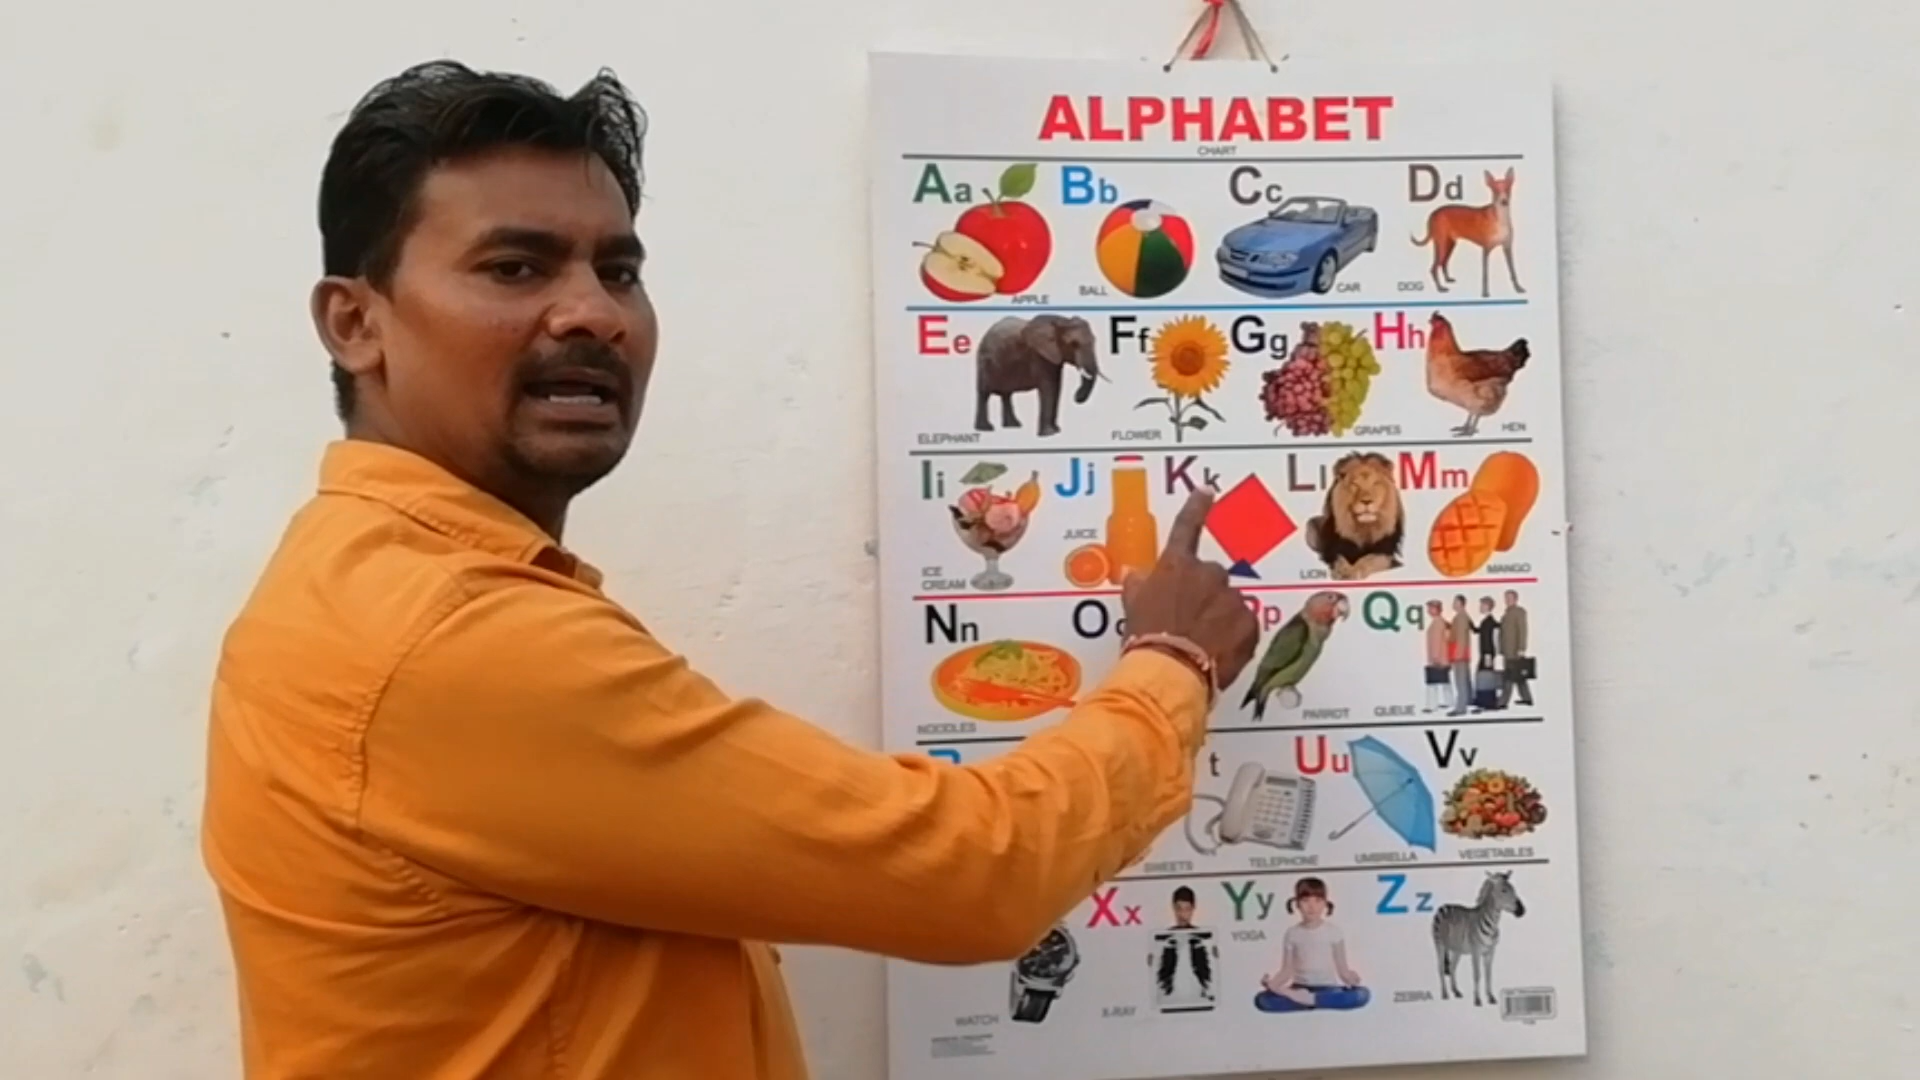 ALPHABET
CHART
Aa Bb Cc Dd
APPLE BALL CAR DOG
Ee Ff Gg Hh
ELEPHANT FLOWER GRAPES HEN
Ii Jj Kk Ll Mm
JUICE
ICE CREAM LION MANGO
Nn O Pp Qq
NOODLES PARROT QUEUE
t Uu Vv
SWEETS TELEPHONE UMBRELLA VEGETABLES
Xx Yy Zz
YOGA
WATCH X-RAY ZEBRA